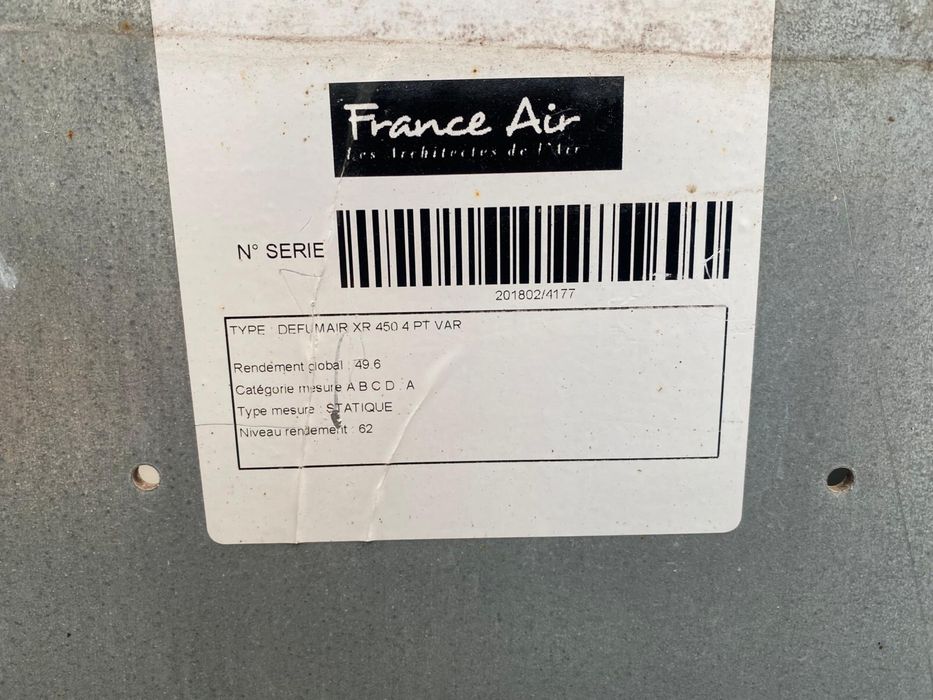 France Air
Les Architectes de l'Air
N° SERIE
201802/4177
TYPE : DEFUMAIR XR 450 4 PT VAR
Rendement global : 49.6
Catégorie mesure A B C D : A
Type mesure : STATIQUE
Niveau rendement : 62